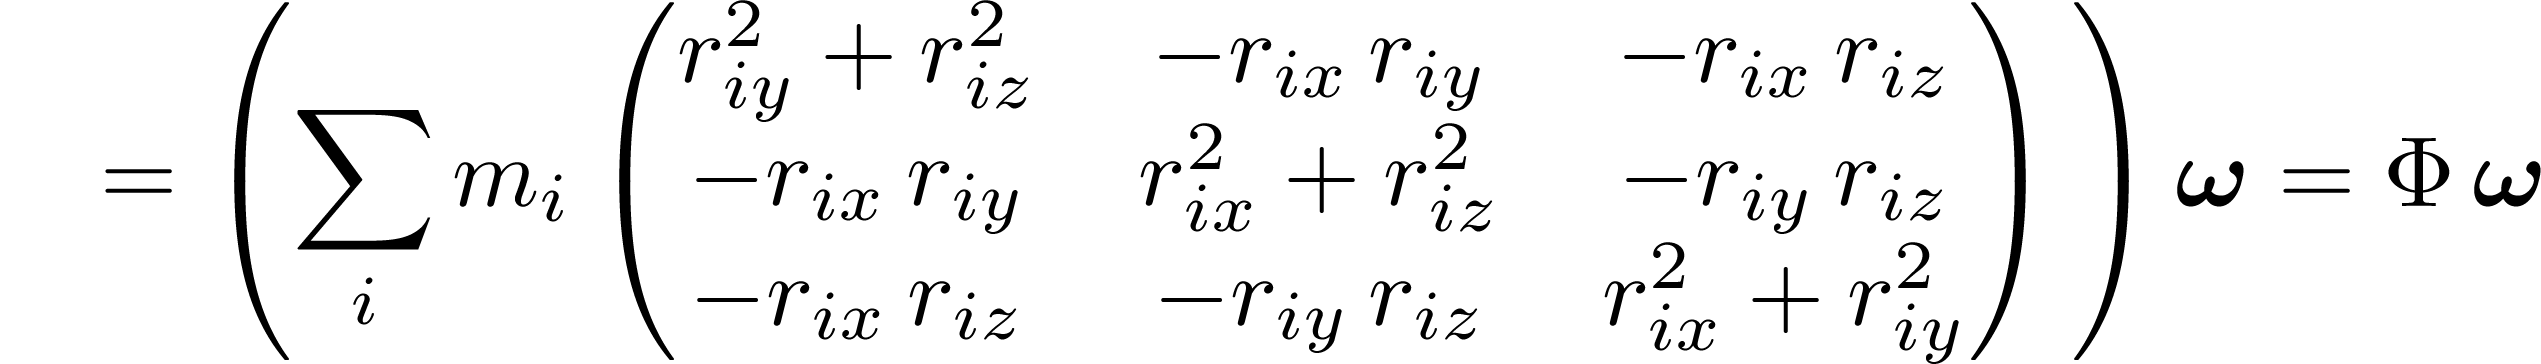 = \left( \sum_i m_i \begin{pmatrix} r_{iy}^2 + r_{iz}^2 & -r_{ix}\, r_{iy} & -r_{ix}\, r_{iz} \\ -r_{ix}\, r_{iy} & r_{ix}^2 + r_{iz}^2 & -r_{iy}\, r_{iz} \\ -r_{ix}\, r_{iz} & -r_{iy}\, r_{iz} & r_{ix}^2 + r_{iy}^2 \end{pmatrix} \right) \boldsymbol{\omega} = \Phi\, \boldsymbol{\omega}